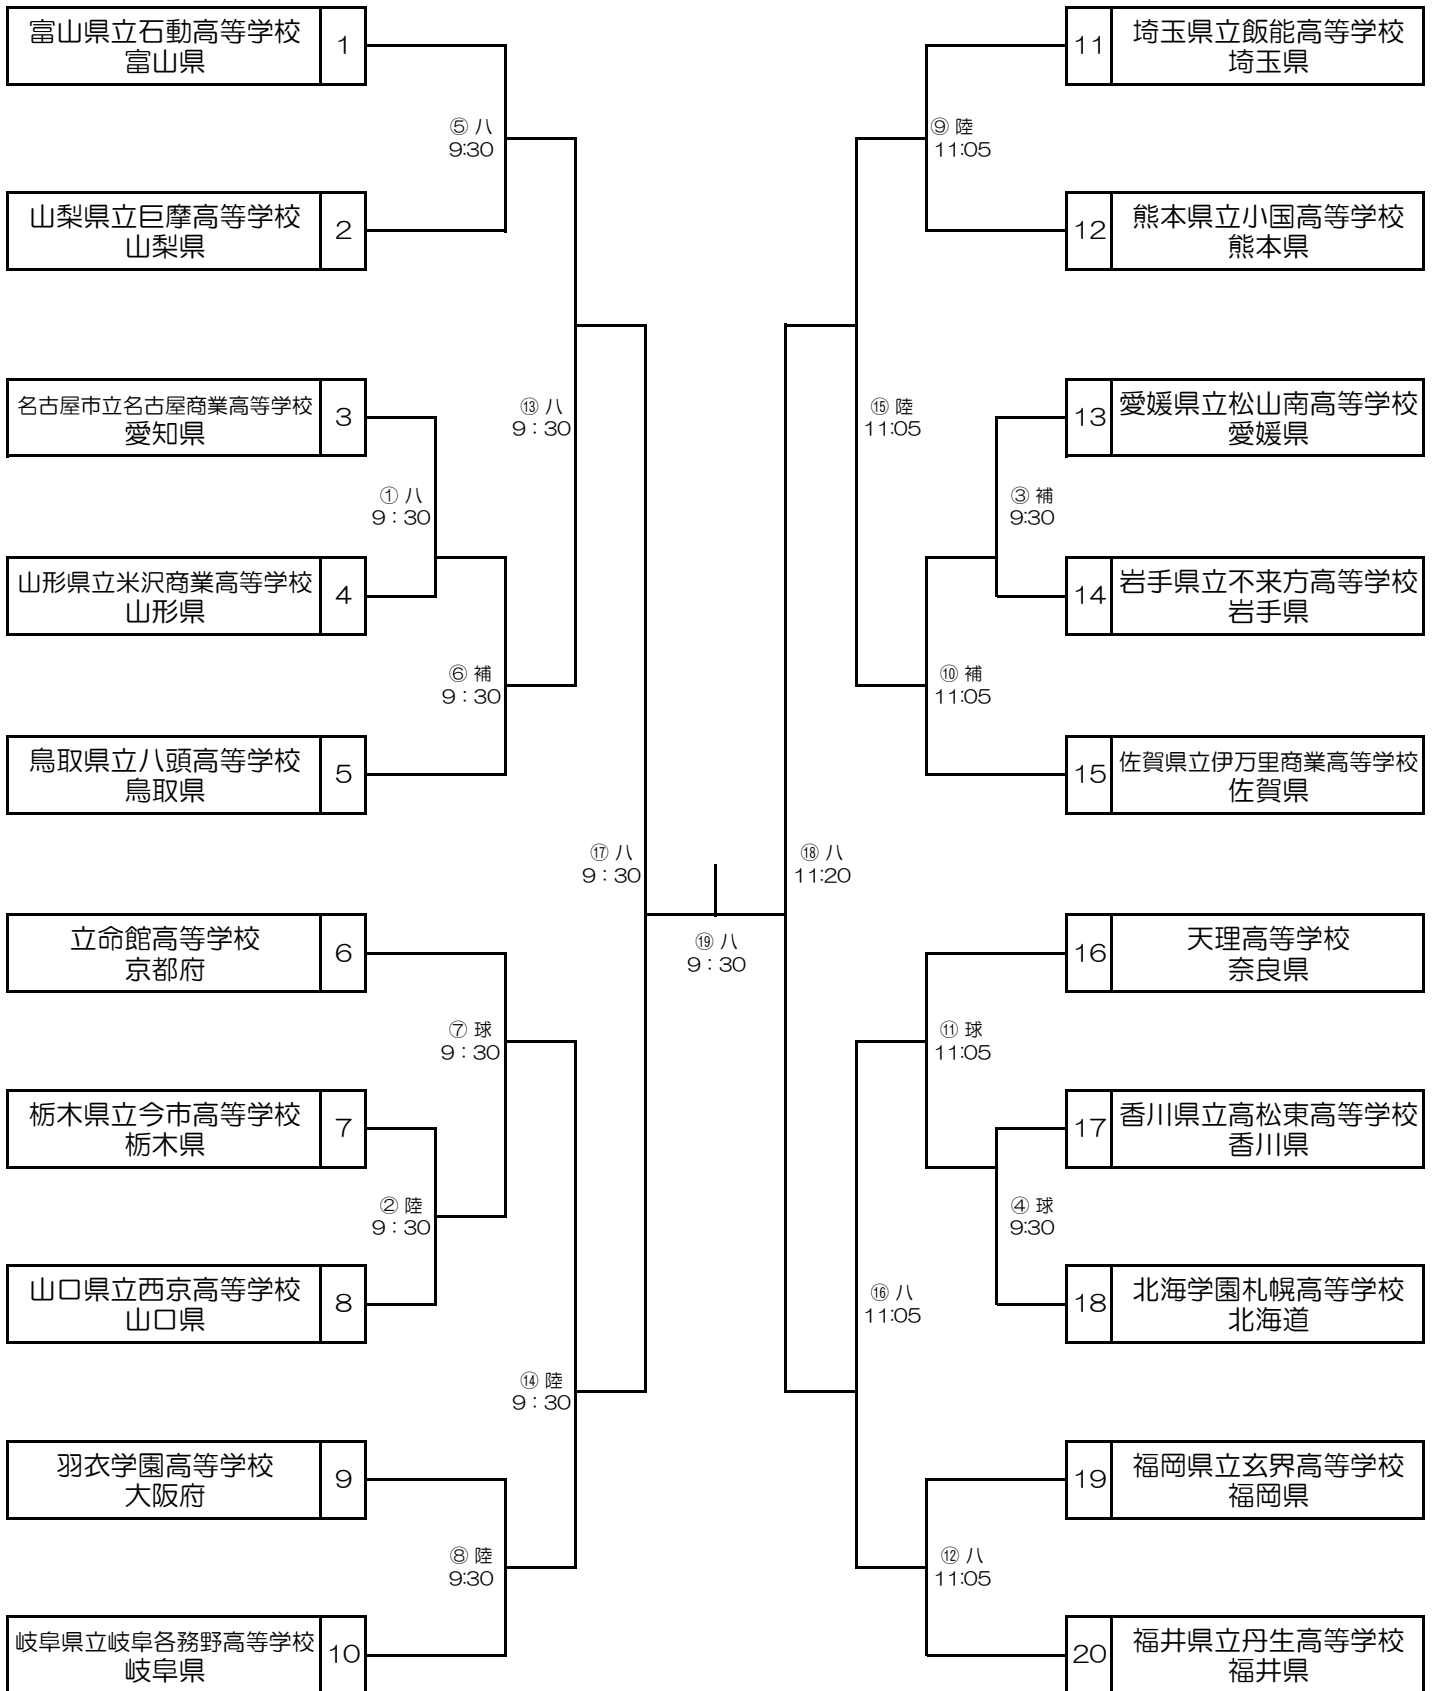 富山県立石動高等学校
富山県
1
⑤ 八
9:30
山梨県立巨摩高等学校
山梨県
2
名古屋市立名古屋商業高等学校
愛知県
3
⑬ 八
9：30
① 八
9：30
山形県立米沢商業高等学校
山形県
4
⑥ 補
9：30
鳥取県立八頭高等学校
鳥取県
5
⑰ 八
9：30
立命館高等学校
京都府
6
⑦ 球
9：30
栃木県立今市高等学校
栃木県
7
② 陸
9：30
山口県立西京高等学校
山口県
8
⑭ 陸
9：30
羽衣学園高等学校
大阪府
9
⑧ 陸
9:30
岐阜県立岐阜各務野高等学校
岐阜県
10
⑲ 八
9：30
11
埼玉県立飯能高等学校
埼玉県
⑨ 陸
11:05
12
熊本県立小国高等学校
熊本県
⑮ 陸
11:05
13
愛媛県立松山南高等学校
愛媛県
③ 補
9:30
14
岩手県立不来方高等学校
岩手県
⑩ 補
11:05
15
佐賀県立伊万里商業高等学校
佐賀県
⑱ 八
11:20
16
天理高等学校
奈良県
⑪ 球
11:05
17
香川県立高松東高等学校
香川県
④ 球
9:30
18
北海学園札幌高等学校
北海道
⑯ 八
11:05
19
福岡県立玄界高等学校
福岡県
⑫ 八
11:05
20
福井県立丹生高等学校
福井県